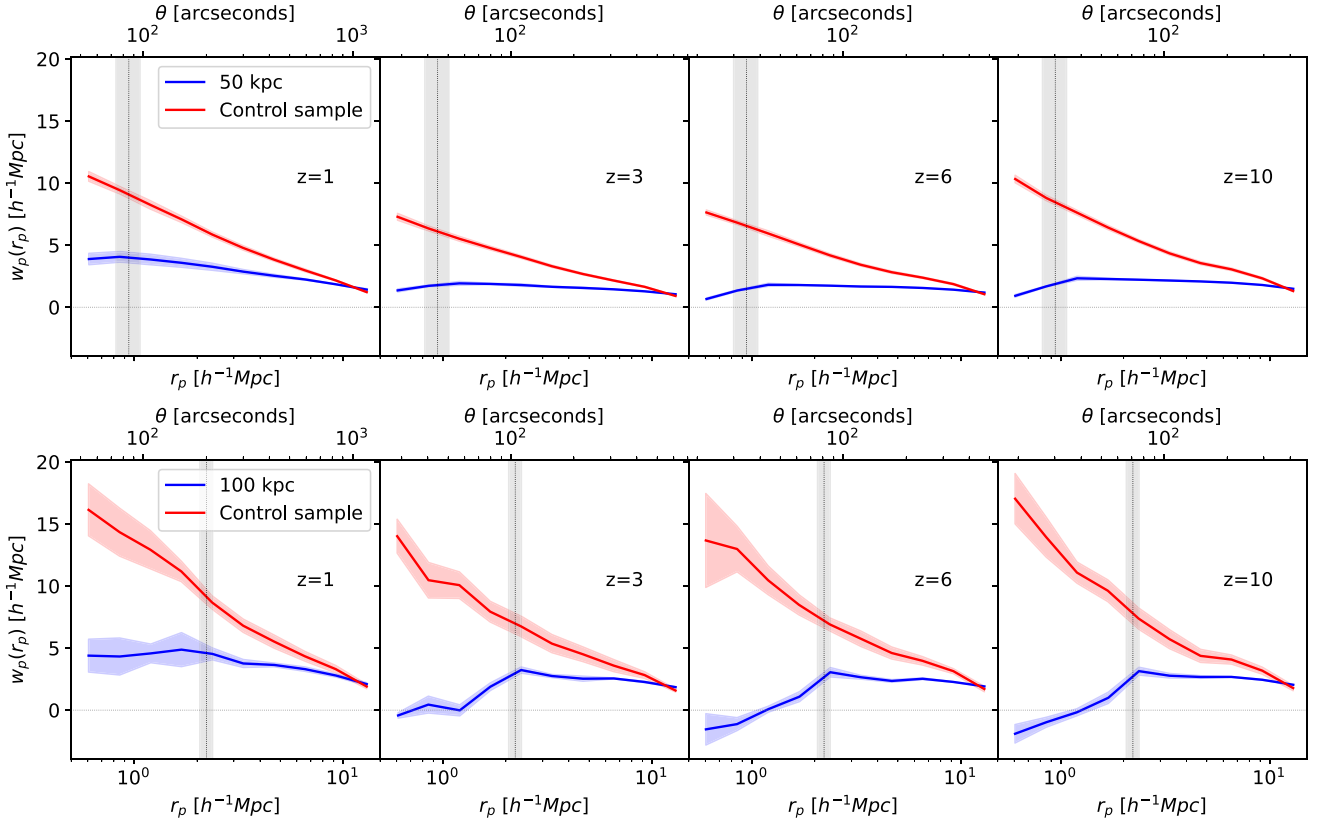 θ [arcseconds] θ [arcseconds] θ [arcseconds] θ [arcseconds]
10² 10³ 10² 10² 10²
20
15
10
5
0
w_p(r_p) [h⁻¹Mpc]
50 kpc
Control sample
z=1 z=3 z=6 z=10
r_p [h⁻¹Mpc] r_p [h⁻¹Mpc] r_p [h⁻¹Mpc] r_p [h⁻¹Mpc]
θ [arcseconds] θ [arcseconds] θ [arcseconds] θ [arcseconds]
10² 10³ 10² 10² 10²
20
15
10
5
0
w_p(r_p) [h⁻¹Mpc]
100 kpc
Control sample
z=1 z=3 z=6 z=10
10⁰ 10¹ 10⁰ 10¹ 10⁰ 10¹ 10⁰ 10¹
r_p [h⁻¹Mpc] r_p [h⁻¹Mpc] r_p [h⁻¹Mpc] r_p [h⁻¹Mpc]